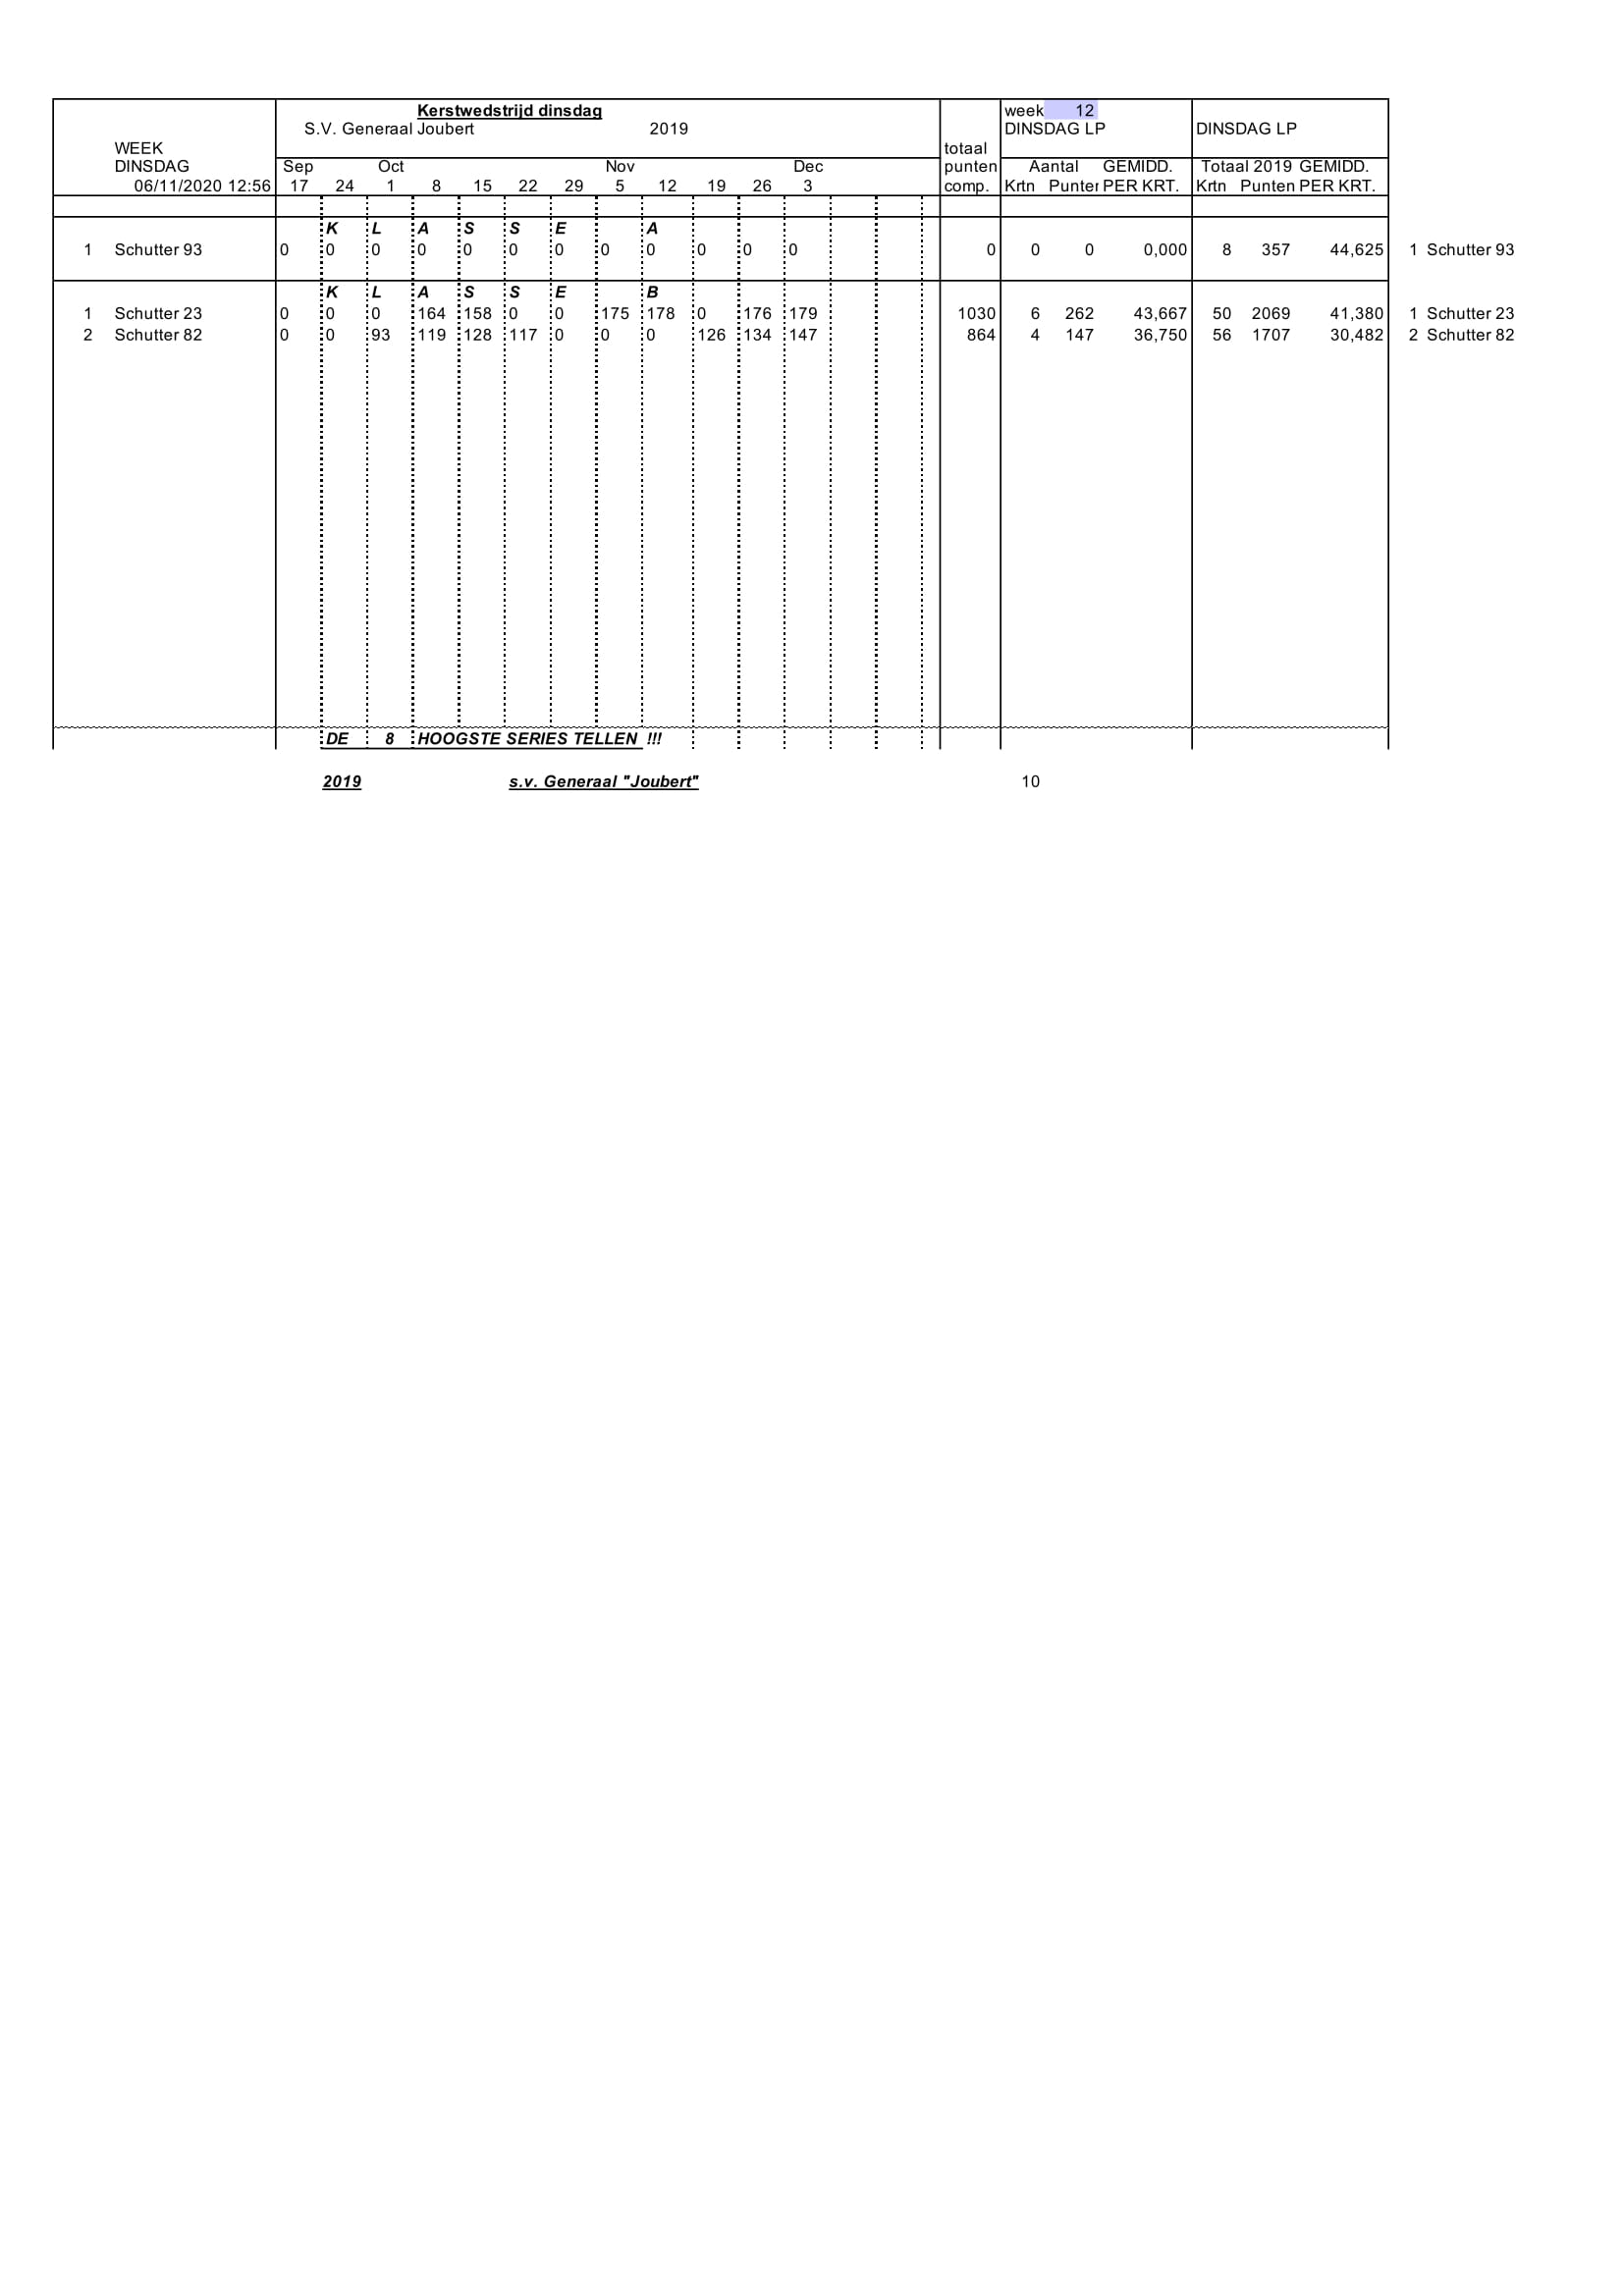 Kerstwedstrijd dinsdag week 12
S.V. Generaal Joubert 2019 DINSDAG LP DINSDAG LP
WEEK totaal
DINSDAG Sep Oct Nov Dec punten Aantal GEMIDD. Totaal 2019 GEMIDD.
06/11/2020 12:56 17 24 1 8 15 22 29 5 12 19 26 3 comp. Krtn Punter PER KRT. Krtn Punten PER KRT.
K L A S S E A
1 Schutter 93 0 0 0 0 0 0 0 0 0 0 0 0 0 0 0 0,000 8 357 44,625 1 Schutter 93
K L A S S E B
1 Schutter 23 0 0 0 164 158 0 0 175 178 0 176 179 1030 6 262 43,667 50 2069 41,380 1 Schutter 23
2 Schutter 82 0 0 93 119 128 117 0 0 0 126 134 147 864 4 147 36,750 56 1707 30,482 2 Schutter 82
DE 8 HOOGSTE SERIES TELLEN !!!
2019 s.v. Generaal "Joubert" 10